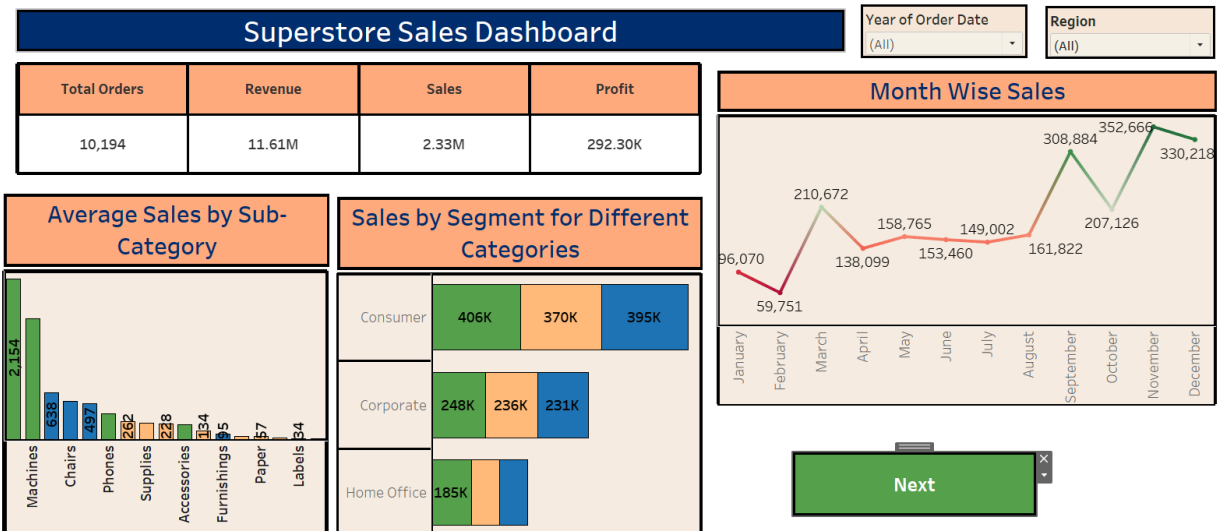 Superstore Sales Dashboard
Year of Order Date
(All)
Region
(All)
Total Orders
Revenue
Sales
Profit
10,194
11.61M
2.33M
292.30K
Month Wise Sales
352,666
308,884
330,218
210,672
207,126
158,765
149,002
161,822
138,099
153,460
96,070
59,751
January
February
March
April
May
June
July
August
September
October
November
December
Average Sales by Sub-
Category
2,154
638
497
262
228
134
95
57
34
Machines
Chairs
Phones
Supplies
Accessories
Furnishings
Paper
Labels
Sales by Segment for Different
Categories
Consumer
406K
370K
395K
Corporate
248K
236K
231K
Home Office
185K
Next